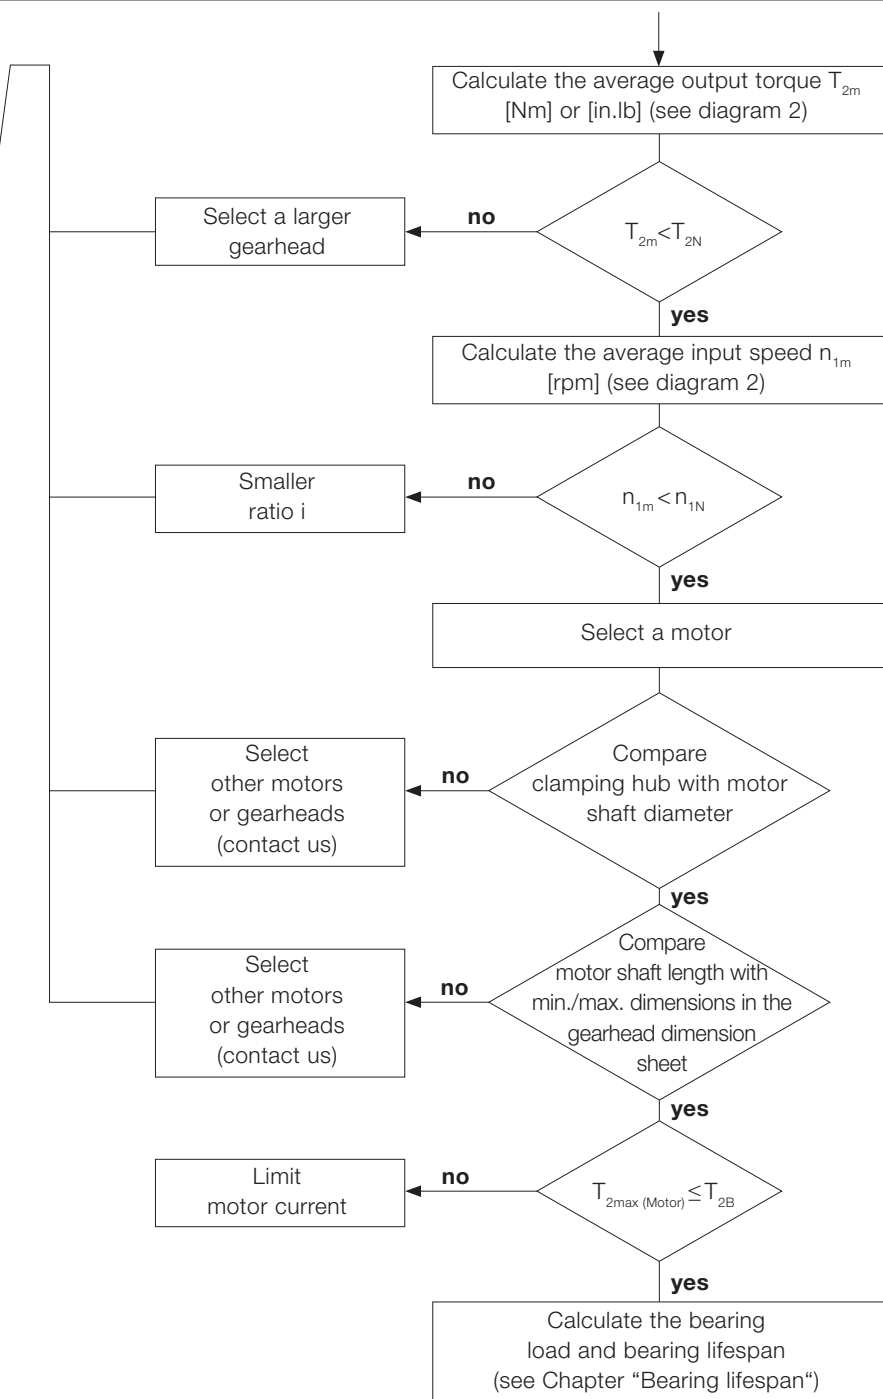 Calculate the average output torque T2m
[Nm] or [in.lb] (see diagram 2)
Select a larger
gearhead
no
T2m<T2N
yes
Calculate the average input speed n1m
[rpm] (see diagram 2)
Smaller
ratio i
no
n1m < n1N
yes
Select a motor
Select
other motors
or gearheads
(contact us)
no
Compare
clamping hub with motor
shaft diameter
yes
Select
other motors
or gearheads
(contact us)
no
Compare
motor shaft length with
min./max. dimensions in the
gearhead dimension
sheet
yes
Limit
motor current
no
T2max (Motor) ≤ T2B
yes
Calculate the bearing
load and bearing lifespan
(see Chapter “Bearing lifespan“)